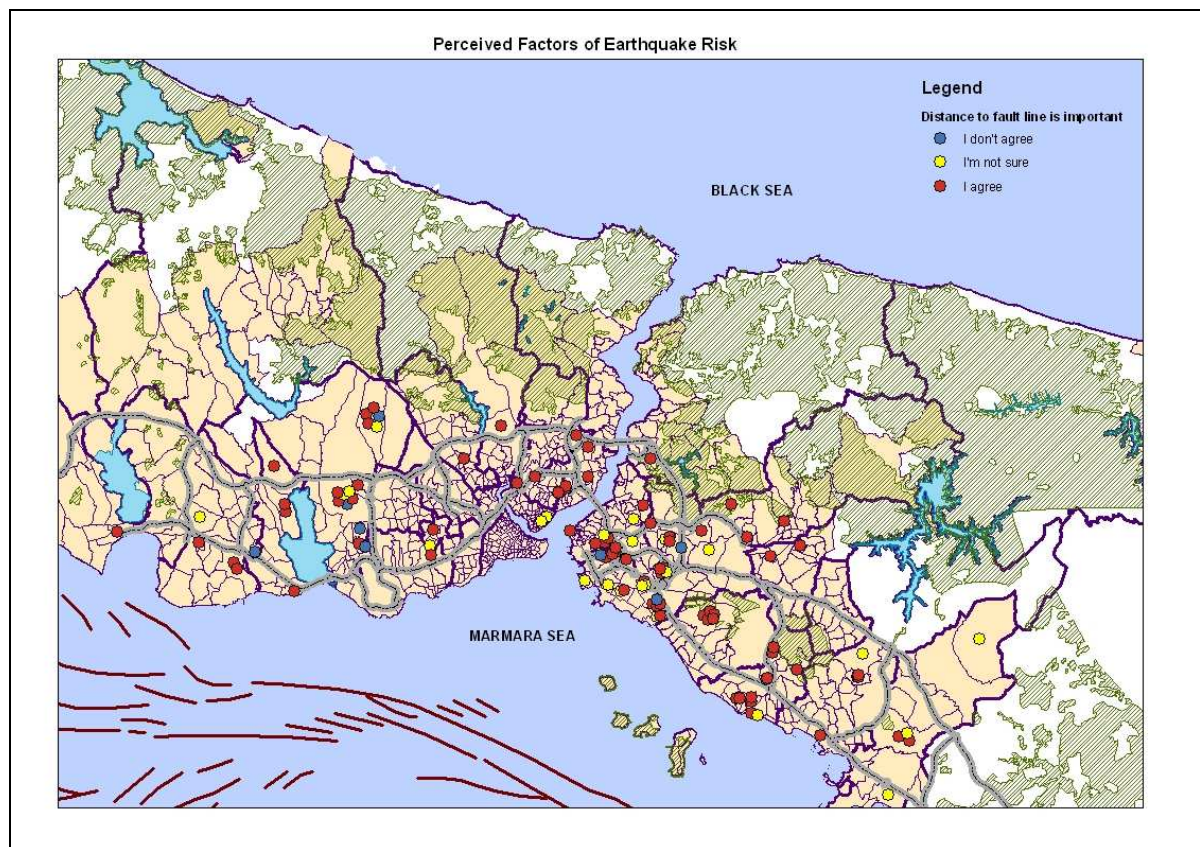 Perceived Factors of Earthquake Risk
Legend
Distance to fault line is important
I don't agree
I'm not sure
I agree
BLACK SEA
MARMARA SEA